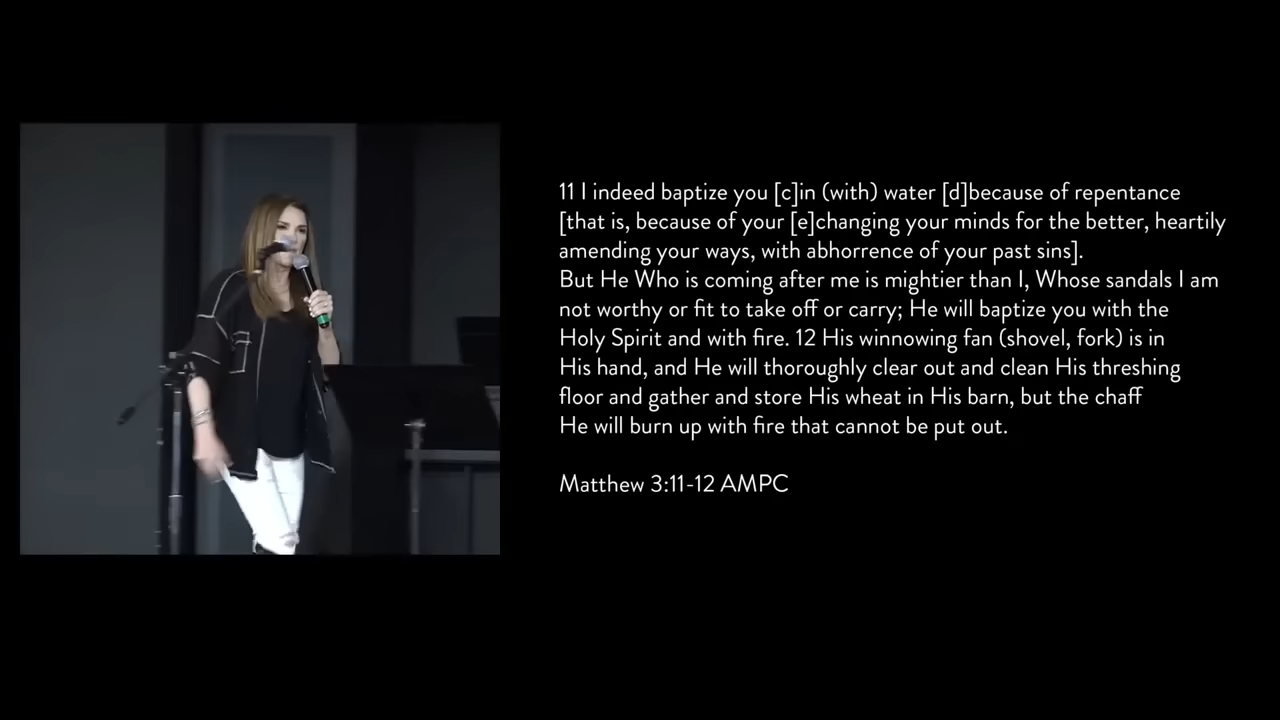 11 I indeed baptize you [c]in (with) water [d]because of repentance
[that is, because of your [e]changing your minds for the better, heartily
amending your ways, with abhorrence of your past sins].
But He Who is coming after me is mightier than I, Whose sandals I am
not worthy or fit to take off or carry; He will baptize you with the
Holy Spirit and with fire. 12 His winnowing fan (shovel, fork) is in
His hand, and He will thoroughly clear out and clean His threshing
floor and gather and store His wheat in His barn, but the chaff
He will burn up with fire that cannot be put out.
Matthew 3:11-12 AMPC